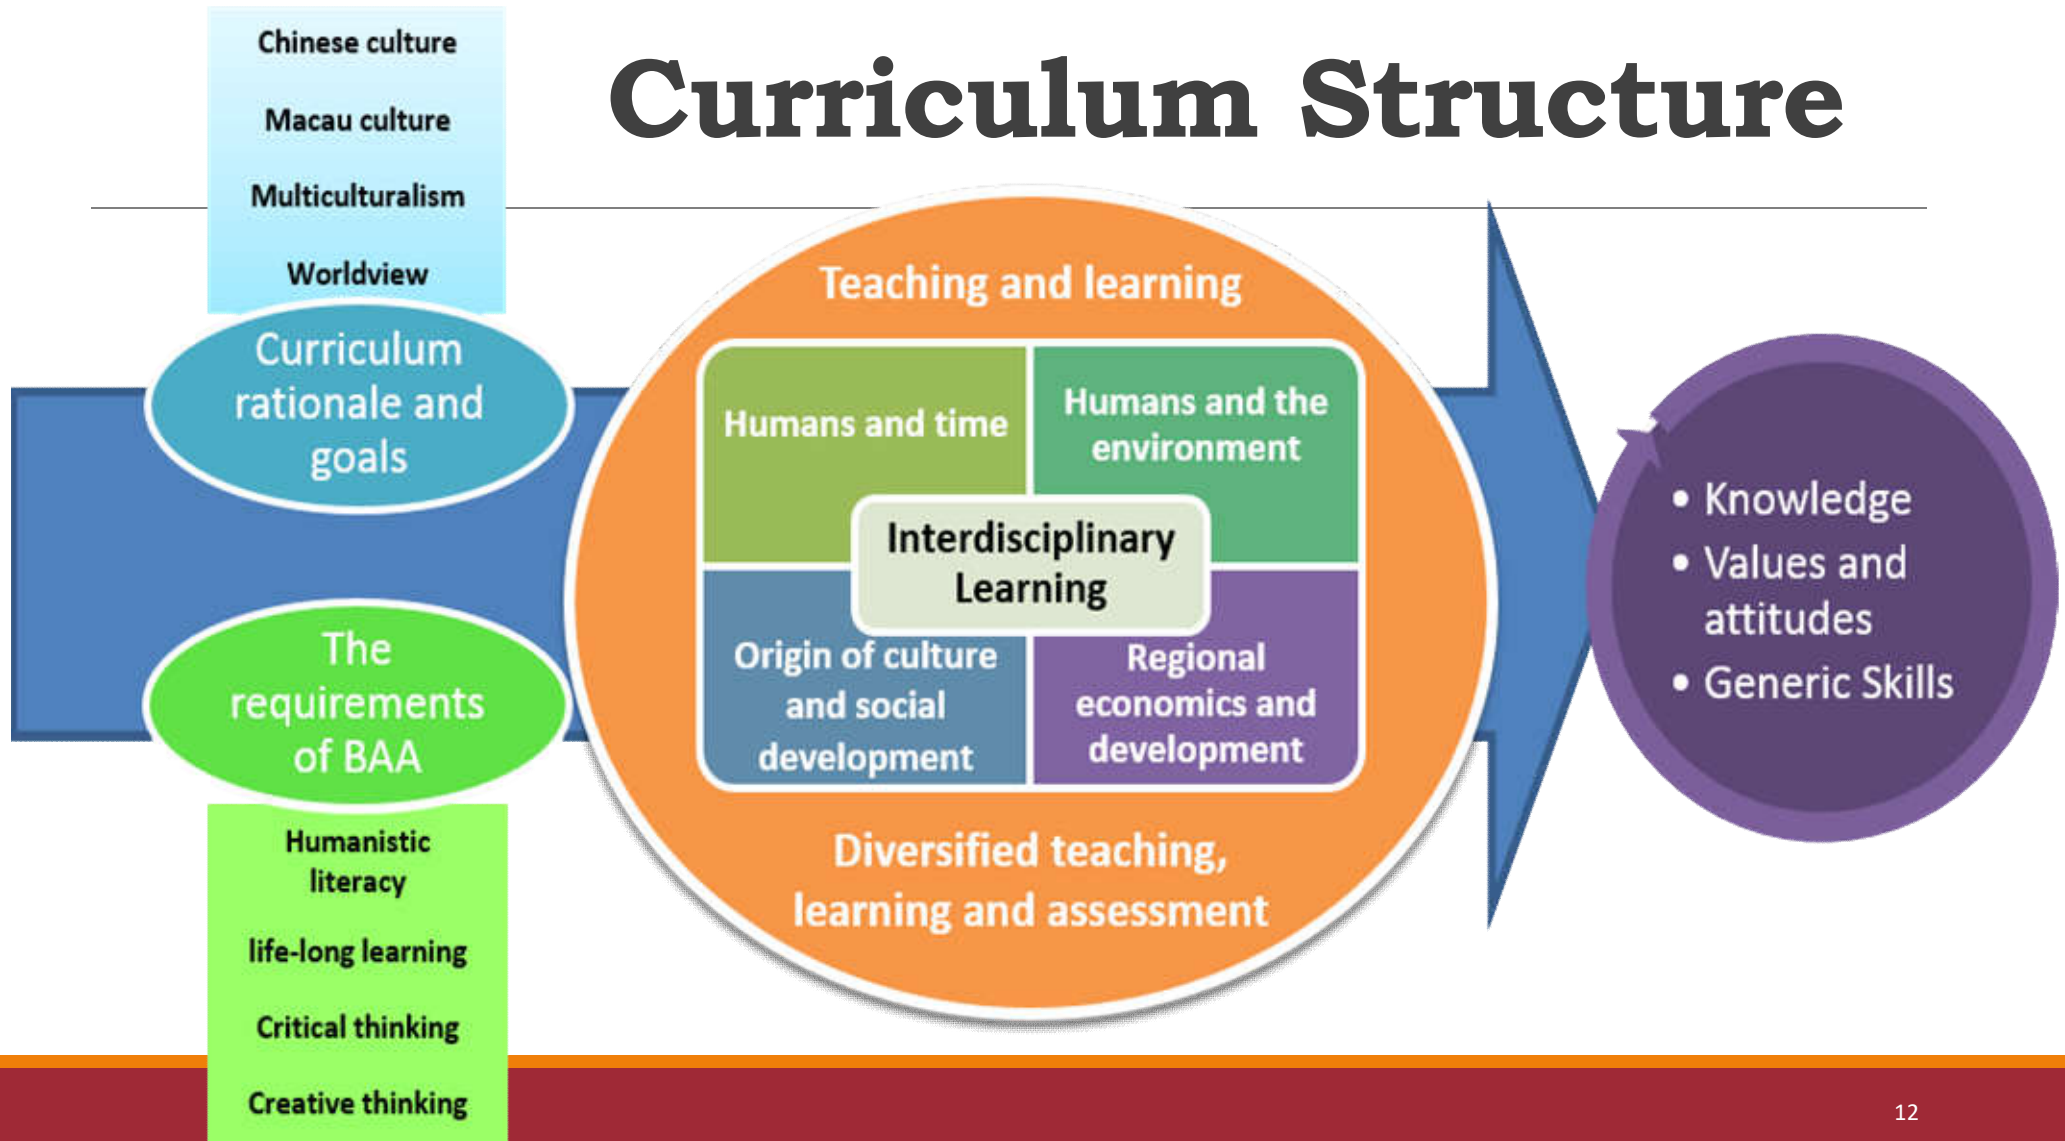 Curriculum Structure
Chinese culture
Macau culture
Multiculturalism
Worldview
Curriculum
rationale and
goals
The
requirements
of BAA
Humanistic
literacy
life-long learning
Critical thinking
Creative thinking
Teaching and learning
Humans and time
Humans and the
environment
Interdisciplinary
Learning
Origin of culture
and social
development
Regional
economics and
development
Diversified teaching,
learning and assessment
• Knowledge
• Values and
attitudes
• Generic Skills
12